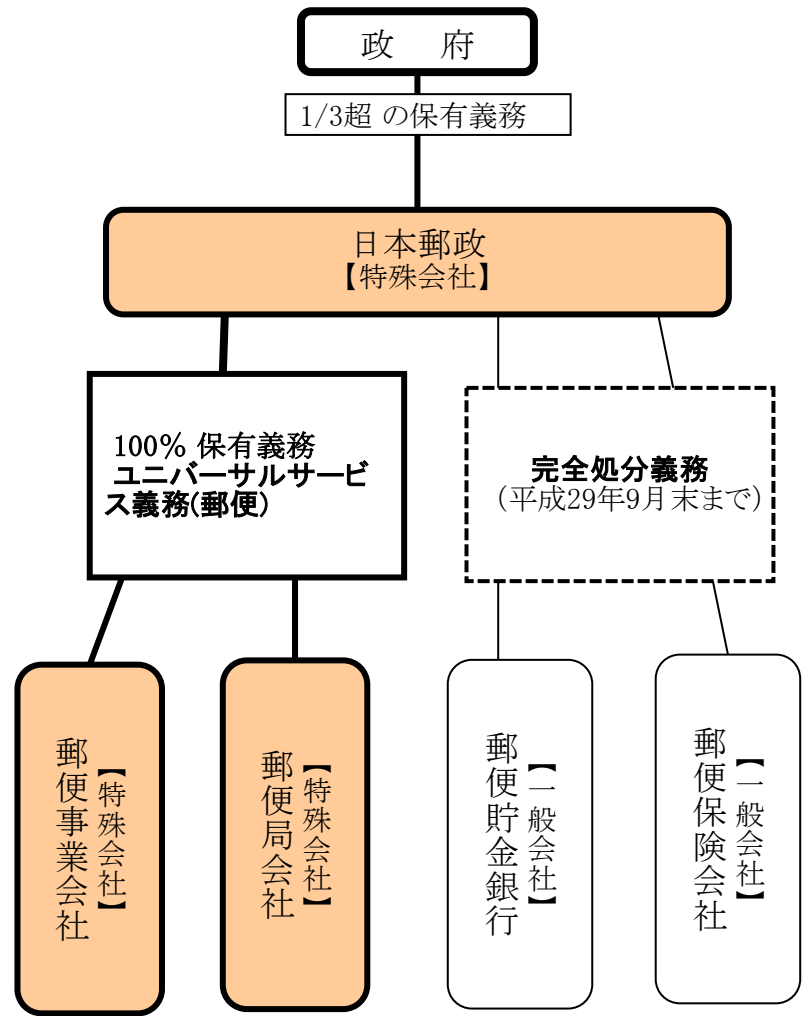 政　府
1/3超 の保有義務
日本郵政
【特殊会社】
100% 保有義務
ユニバーサルサービ
ス義務(郵便)
完全処分義務
（平成29年9月末まで）
郵便事業会社
【特殊会社】
郵便局会社
【特殊会社】
郵便貯金銀行
【一般会社】
郵便保険会社
【一般会社】